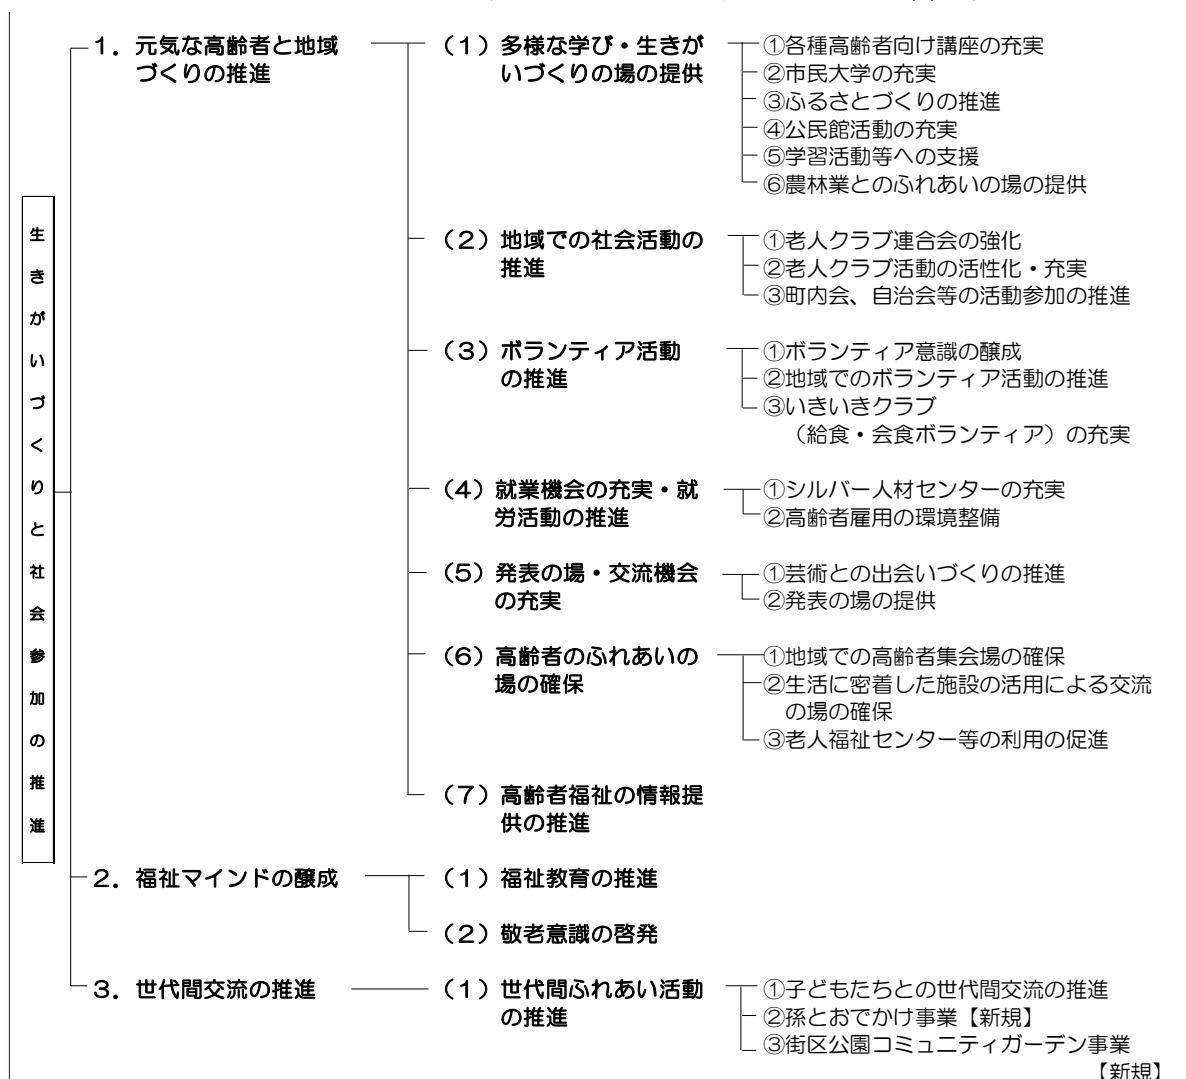 生きがいづくりと社会参加の推進
1．元気な高齢者と地域
づくりの推進
（1）多様な学び・生きが
いづくりの場の提供
①各種高齢者向け講座の充実
②市民大学の充実
③ふるさとづくりの推進
④公民館活動の充実
⑤学習活動等への支援
⑥農林業とのふれあいの場の提供
（2）地域での社会活動の
推進
①老人クラブ連合会の強化
②老人クラブ活動の活性化・充実
③町内会、自治会等の活動参加の推進
（3）ボランティア活動
の推進
①ボランティア意識の醸成
②地域でのボランティア活動の推進
③いきいきクラブ
（給食・会食ボランティア）の充実
（4）就業機会の充実・就
労活動の推進
①シルバー人材センターの充実
②高齢者雇用の環境整備
（5）発表の場・交流機会
の充実
①芸術との出会いづくりの推進
②発表の場の提供
（6）高齢者のふれあいの
場の確保
①地域での高齢者集会場の確保
②生活に密着した施設の活用による交流
の場の確保
③老人福祉センター等の利用の促進
（7）高齢者福祉の情報提
供の推進
2．福祉マインドの醸成
（1）福祉教育の推進
（2）敬老意識の啓発
3．世代間交流の推進
（1）世代間ふれあい活動
の推進
①子どもたちとの世代間交流の推進
②孫とおでかけ事業【新規】
③街区公園コミュニティガーデン事業
【新規】